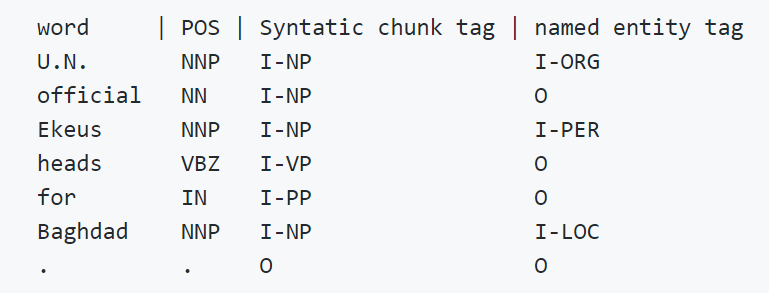 word | POS | Syntatic chunk tag | named entity tag
U.N. NNP I-NP I-ORG
official NN I-NP O
Ekeus NNP I-NP I-PER
heads VBZ I-VP O
for IN I-PP O
Baghdad NNP I-NP I-LOC
. . O O